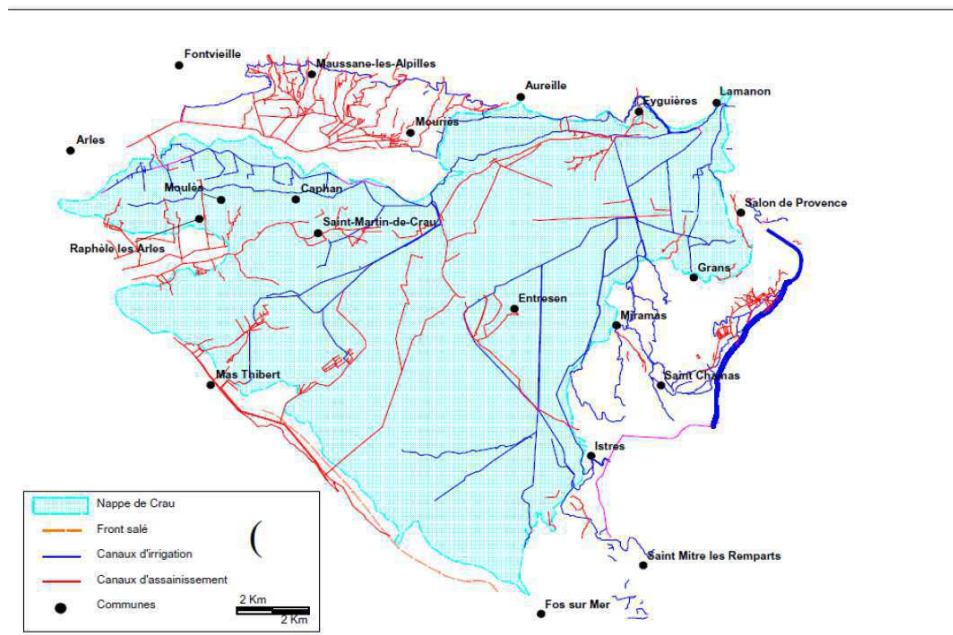 Fontvieille
Maussane-les-Alpilles
Aureille
Eyguières
Lamanon
Mouriès
Arles
Moulès
Caphan
Salon de Provence
Saint-Martin-de-Crau
Raphèle les Arles
Grans
Entresen
Miramas
Mas Thibert
Saint Chamas
Istres
Nappe de Crau
Front salé
Canaux d'irrigation
Canaux d'assainissement
Communes
2 Km
2 Km
(
Saint Mitre les Remparts
Fos sur Mer